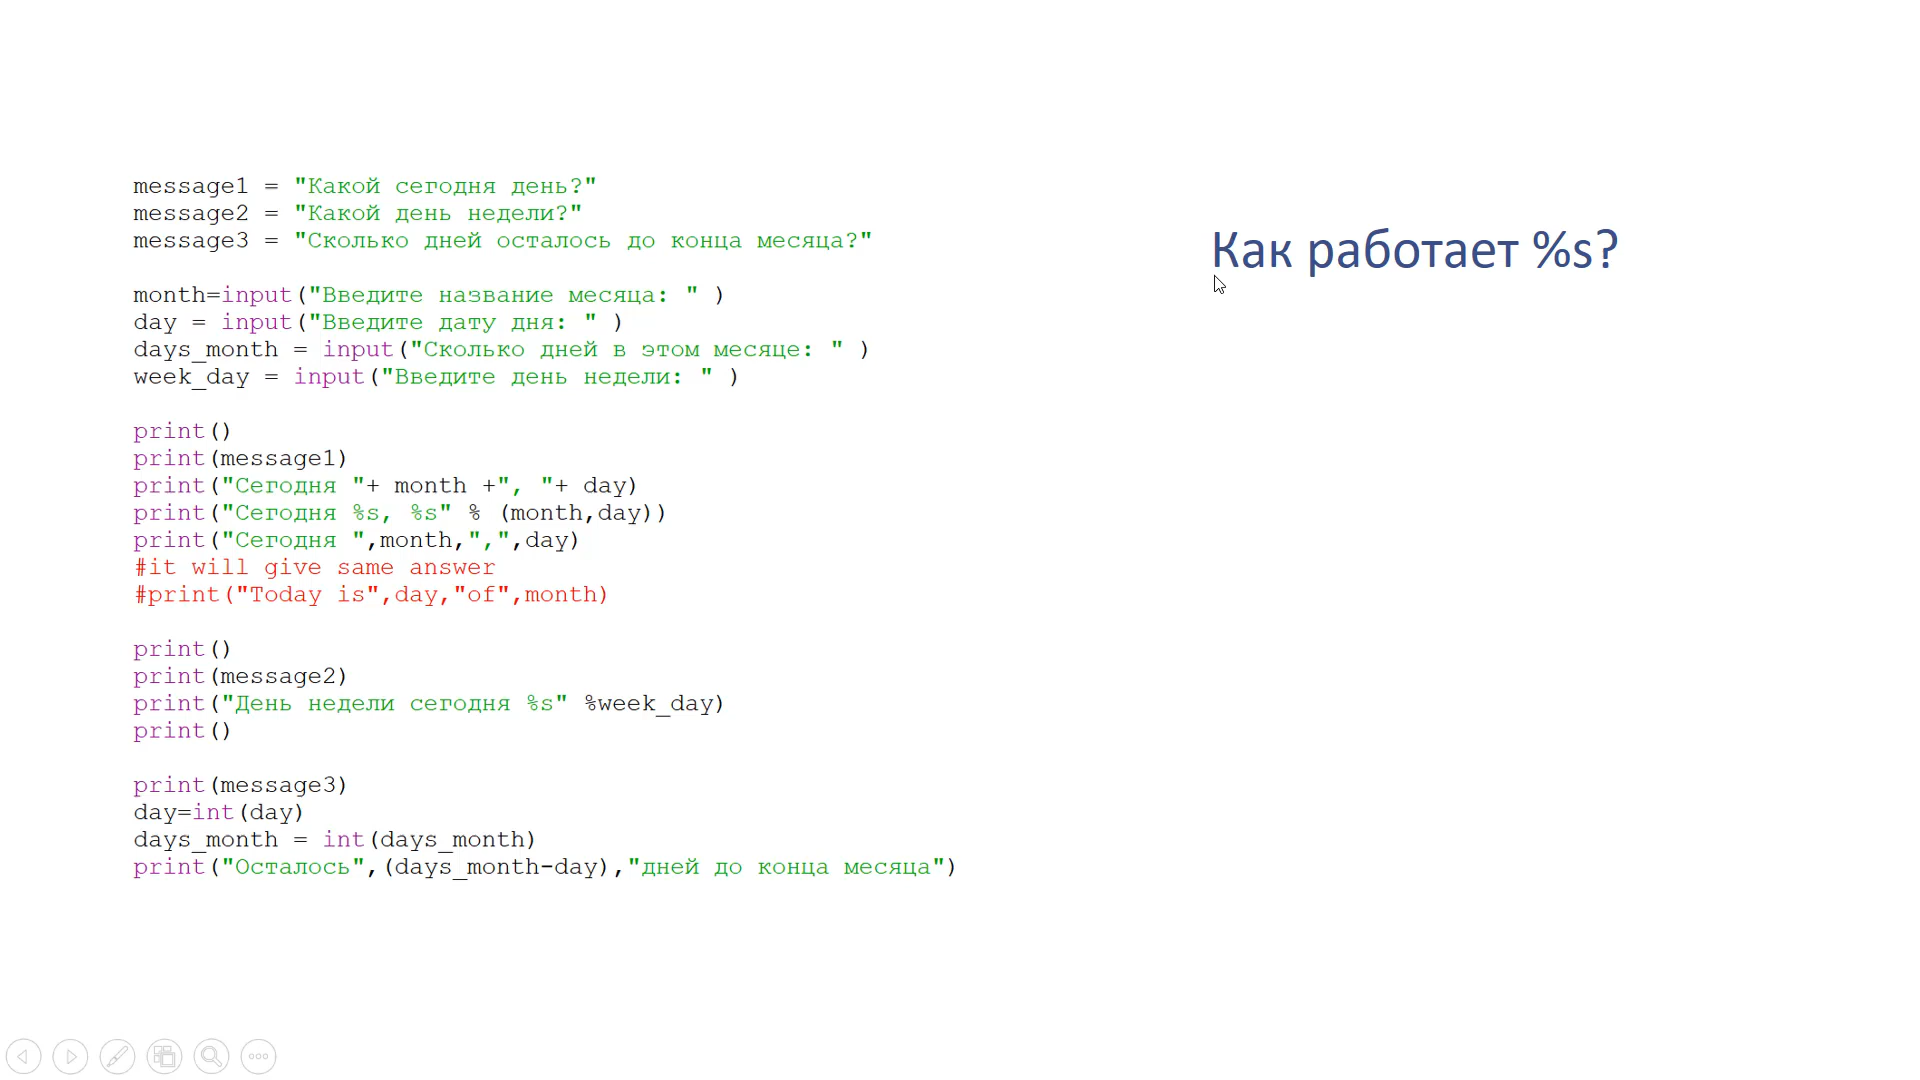 message1 = "Какой сегодня день?"
message2 = "Какой день недели?"
message3 = "Сколько дней осталось до конца месяца?"
month=input("Введите название месяца: " )
day = input("Введите дату дня: " )
days_month = input("Сколько дней в этом месяце: " )
week_day = input("Введите день недели: " )
print()
print(message1)
print("Сегодня "+ month +", "+ day)
print("Сегодня %s, %s" % (month,day))
print("Сегодня ",month,",",day)
#it will give same answer
#print("Today is",day,"of",month)
print()
print(message2)
print("День недели сегодня %s" %week_day)
print()
print(message3)
day=int(day)
days_month = int(days_month)
print("Осталось",(days_month-day),"дней до конца месяца")
Как работает %s?